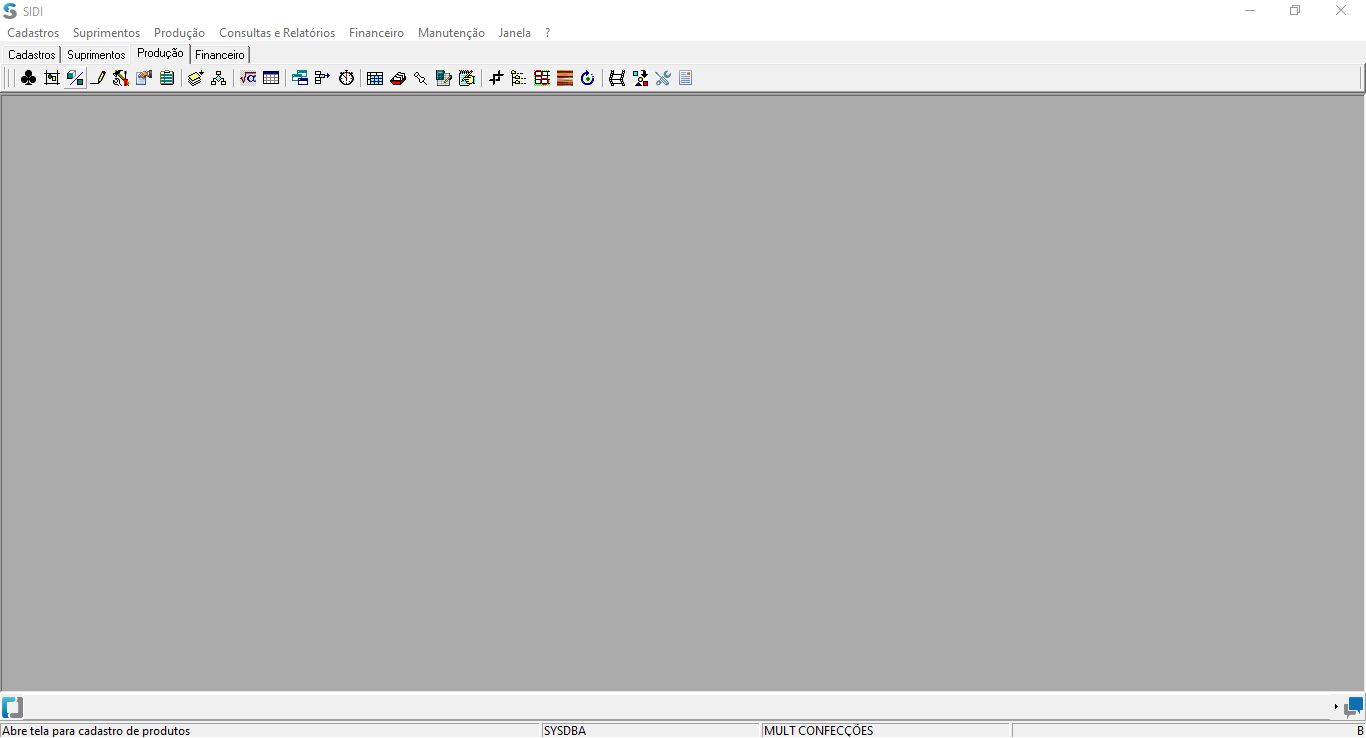 SIDI
Cadastros Suprimentos Produção Consultas e Relatórios Financeiro Manutenção Janela ?
Cadastros Suprimentos Produção Financeiro
Abre tela para cadastro de produtos SYSDBA MULT CONFECÇÕES B